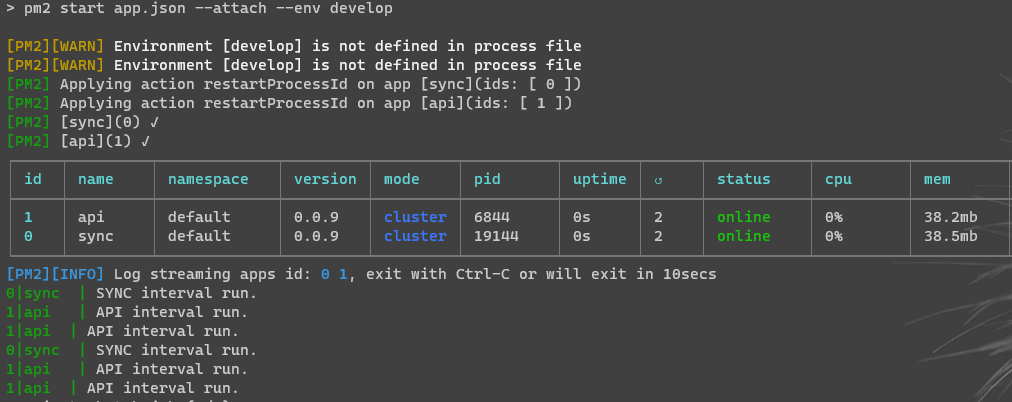 > pm2 start app.json --attach --env develop
[PM2][WARN] Environment [develop] is not defined in process file
[PM2][WARN] Environment [develop] is not defined in process file
[PM2] Applying action restartProcessId on app [sync](ids: [ 0 ])
[PM2] Applying action restartProcessId on app [api](ids: [ 1 ])
[PM2] [sync](0) ✓
[PM2] [api](1) ✓
id name namespace version mode pid uptime ↺ status cpu mem
1 api default 0.0.9 cluster 6844 0s 2 online 0% 38.2mb
0 sync default 0.0.9 cluster 19144 0s 2 online 0% 38.5mb
[PM2][INFO] Log streaming apps id: 0 1, exit with Ctrl-C or will exit in 10secs
0|sync | SYNC interval run.
1|api | API interval run.
1|api | API interval run.
0|sync | SYNC interval run.
1|api | API interval run.
1|api | API interval run.